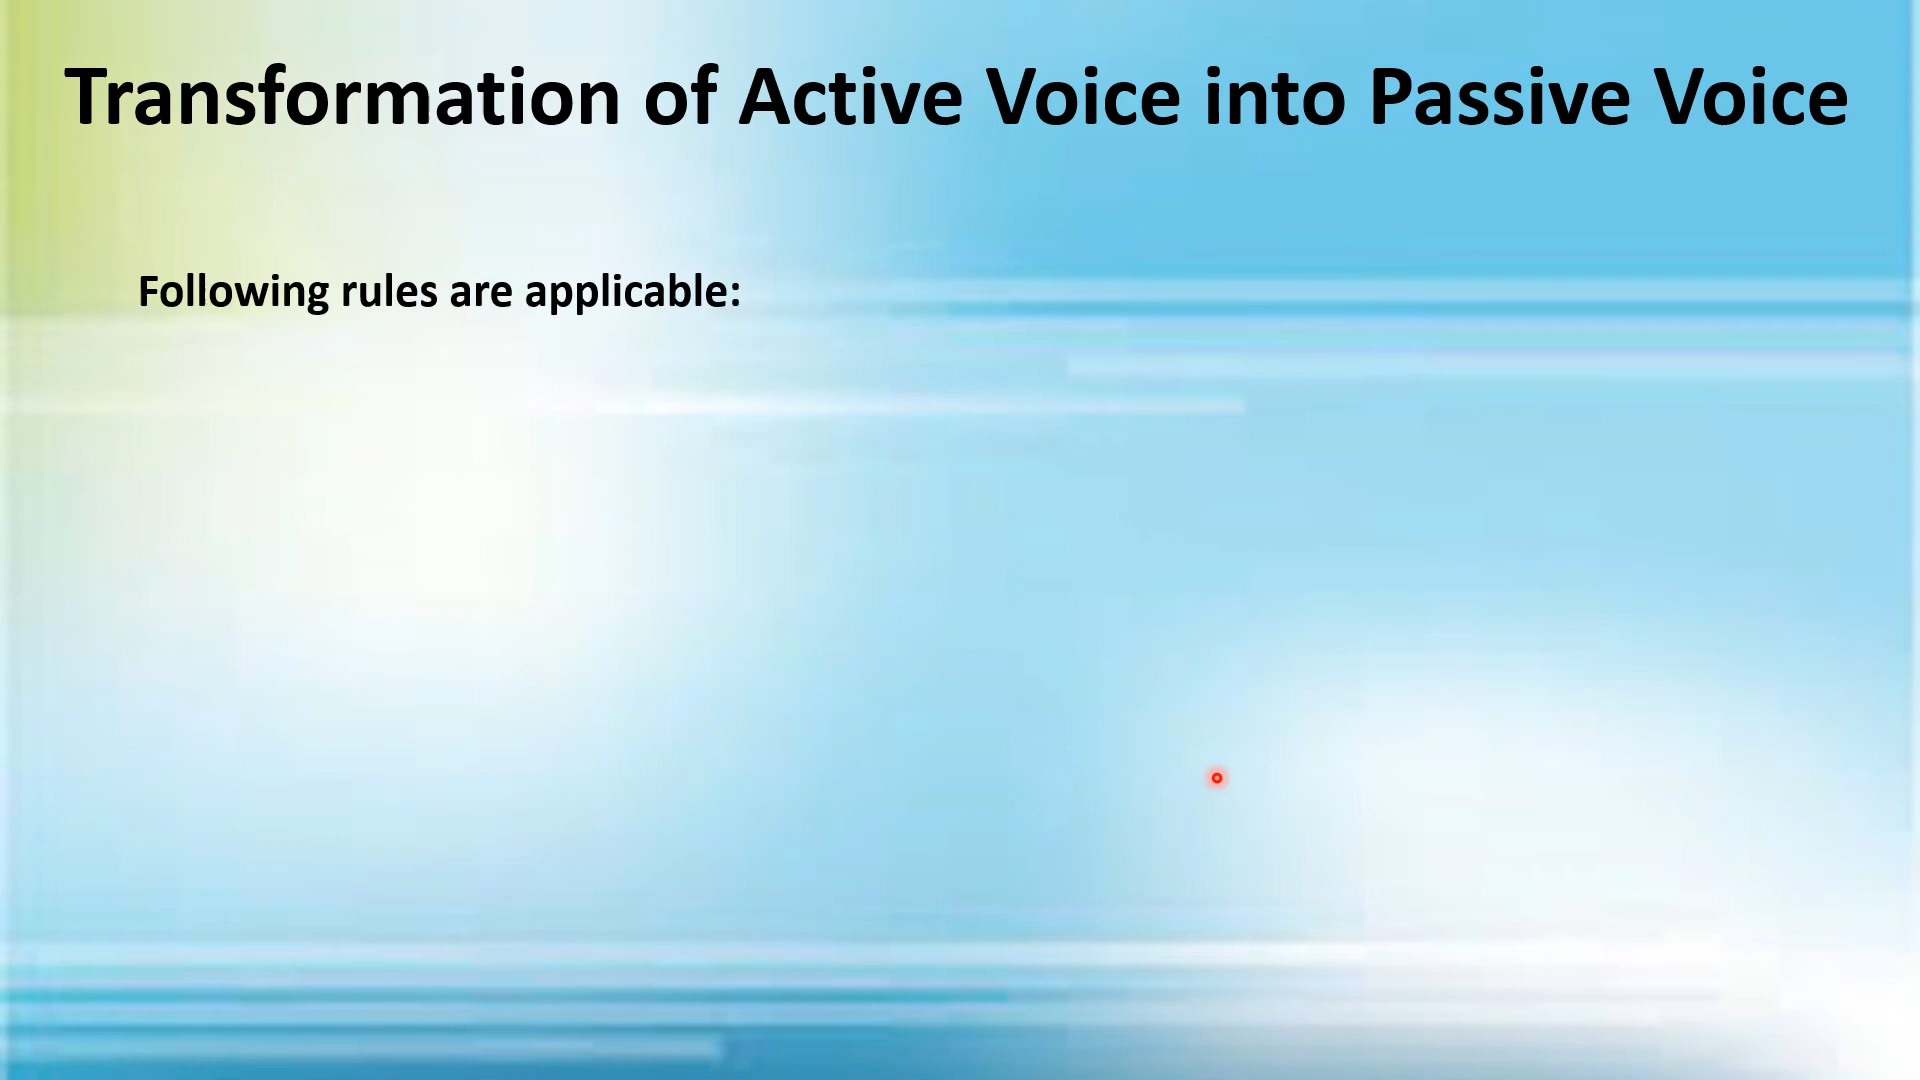 Transformation of Active Voice into Passive Voice
Following rules are applicable: